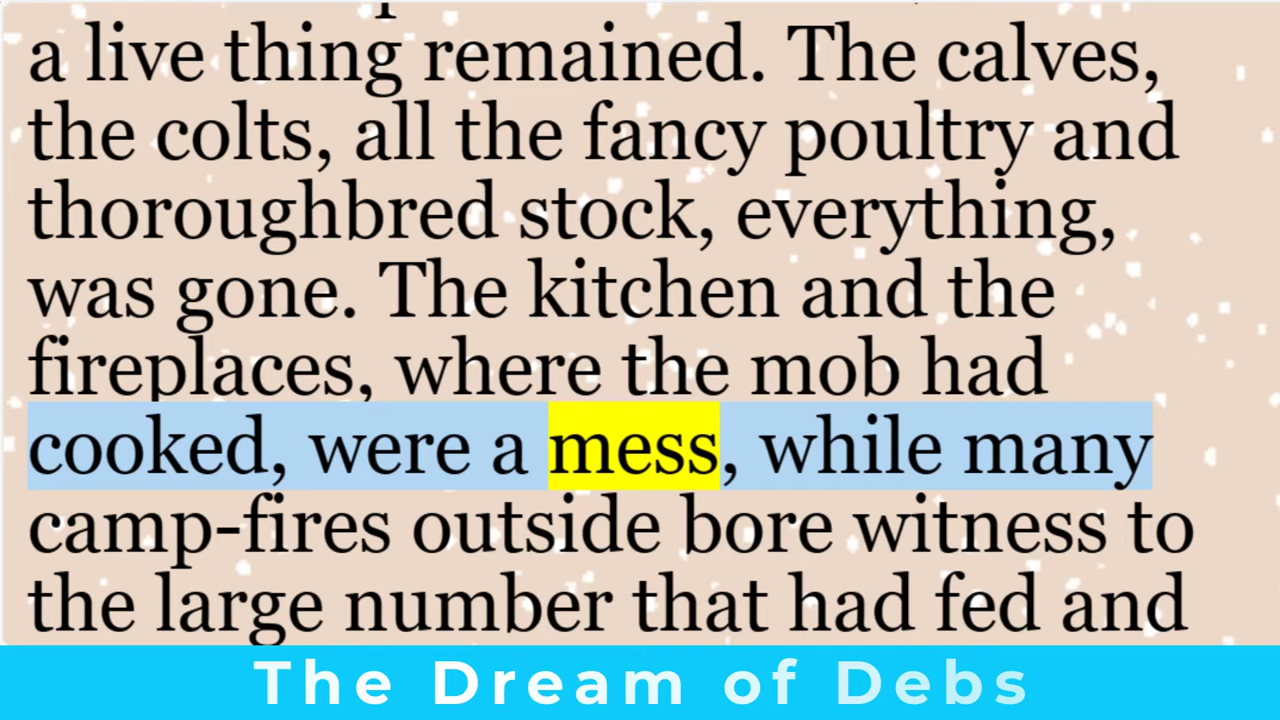 a live thing remained. The calves,
the colts, all the fancy poultry and
thoroughbred stock, everything,
was gone. The kitchen and the
fireplaces, where the mob had
cooked, were a mess, while many
camp-fires outside bore witness to
the large number that had fed and
The Dream of Debs